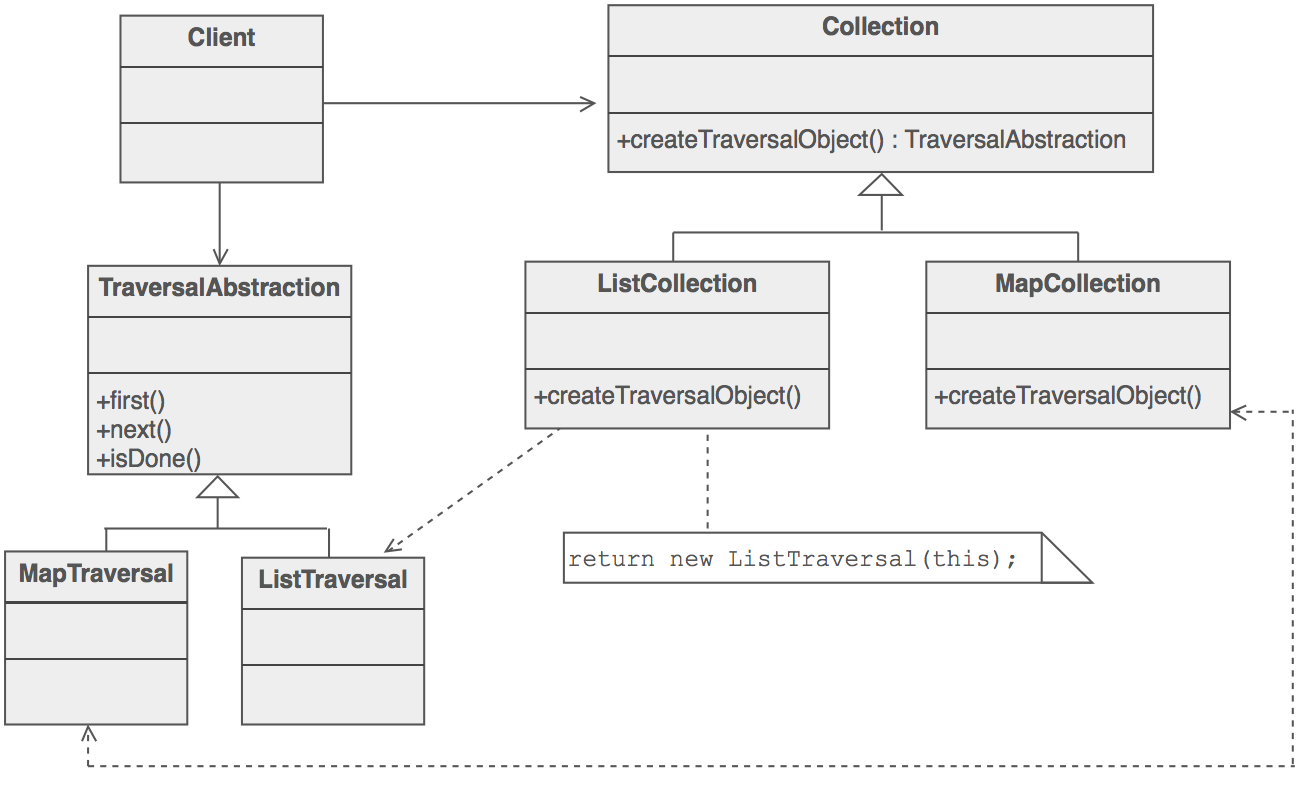 Client
Collection
+createTraversalObject() : TraversalAbstraction
TraversalAbstraction
+first()
+next()
+isDone()
ListCollection
+createTraversalObject()
MapCollection
+createTraversalObject()
return new ListTraversal(this);
MapTraversal
ListTraversal